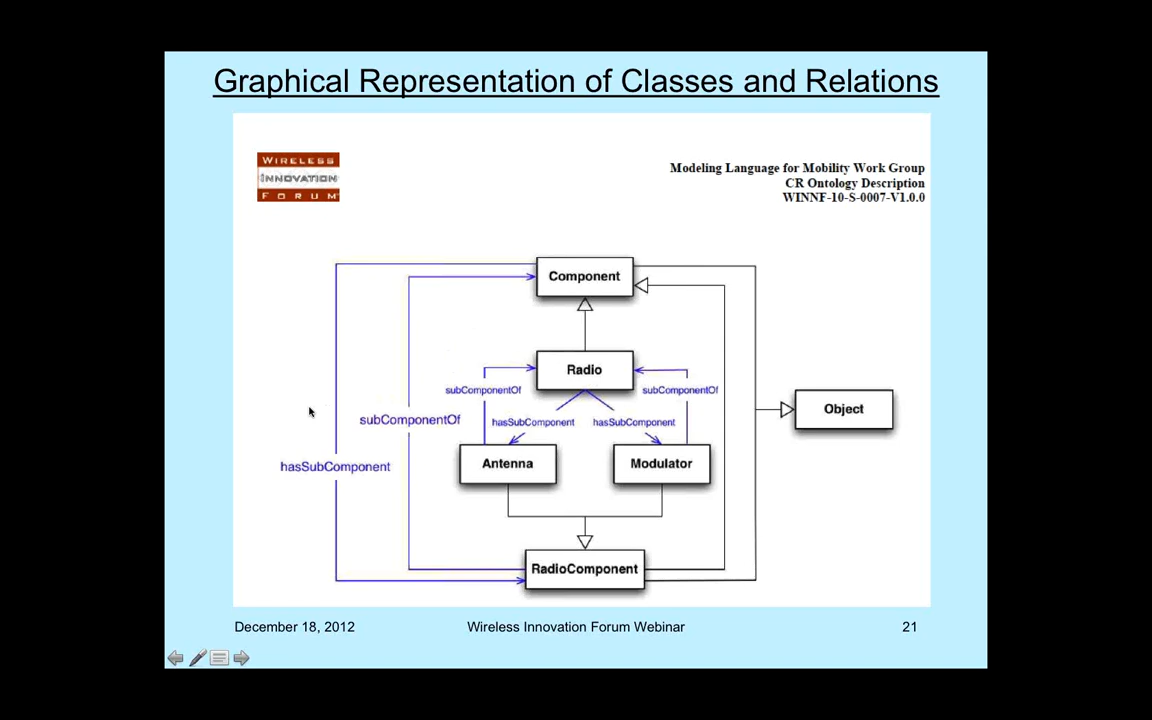 Graphical Representation of Classes and Relations
WIRELESS
INNOVATION
FORUM
Modeling Language for Mobility Work Group
CR Ontology Description
WINNF-10-S-0007-V1.0.0
Component
Radio
subComponentOf
subComponentOf
Object
subComponentOf
hasSubComponent
hasSubComponent
hasSubComponent
Antenna
Modulator
RadioComponent
December 18, 2012
Wireless Innovation Forum Webinar
21